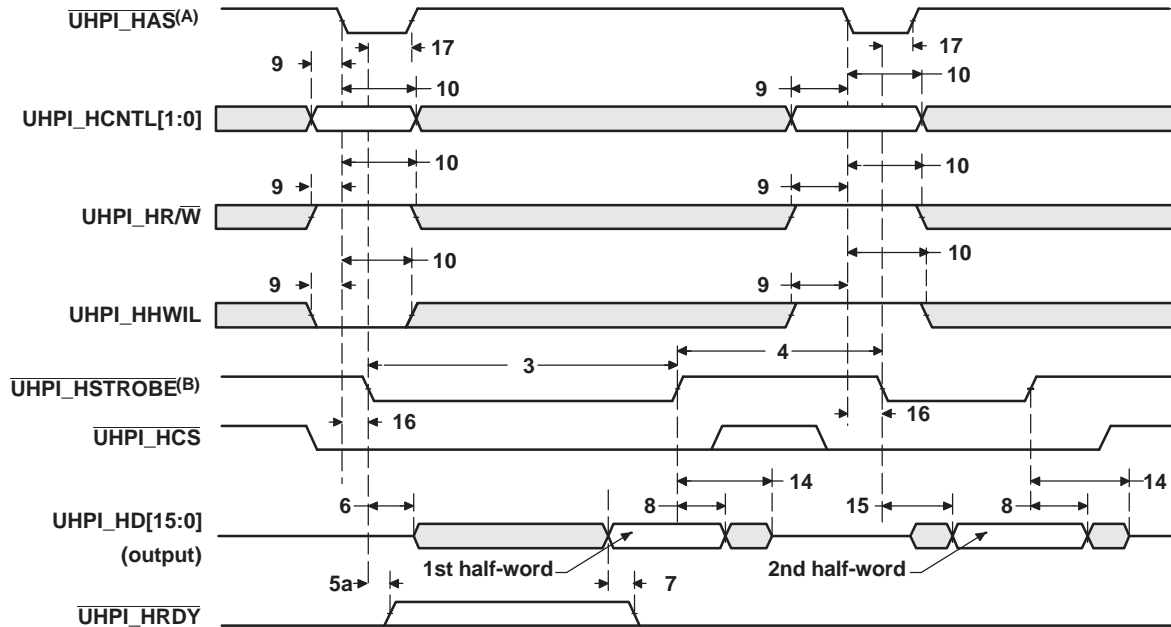 UHPI_HAS(A)
17
17
9
10
9
10
UHPI_HCNTL[1:0]
10
10
9
9
UHPI_HR/W
10
10
9
9
UHPI_HHWIL
3
4
UHPI_HSTROBE(B)
16
16
UHPI_HCS
14
14
6
8
15
8
UHPI_HD[15:0]
(output)
1st half-word
2nd half-word
5a
7
UHPI_HRDY